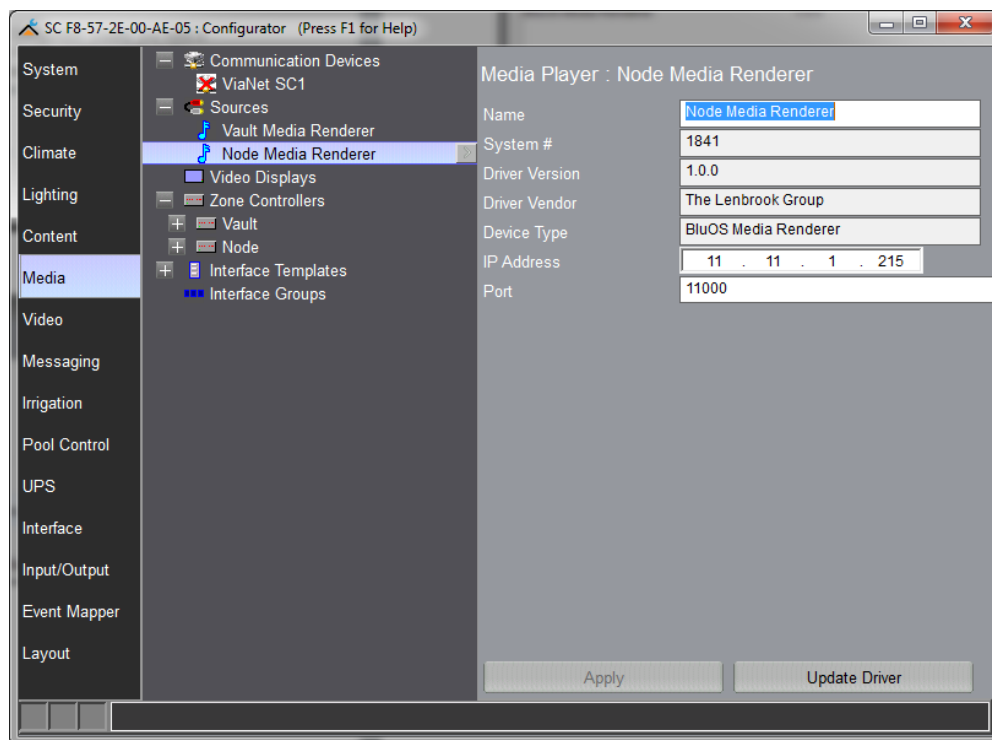 SC F8-57-2E-00-AE-05 : Configurator (Press F1 for Help)
System
Security
Climate
Lighting
Content
Media
Video
Messaging
Irrigation
Pool Control
UPS
Interface
Input/Output
Event Mapper
Layout
Communication Devices
ViaNet SC1
Sources
Vault Media Renderer
Node Media Renderer
Video Displays
Zone Controllers
Vault
Node
Interface Templates
Interface Groups
Media Player : Node Media Renderer
Name Node Media Renderer
System # 1841
Driver Version 1.0.0
Driver Vendor The Lenbrook Group
Device Type BluOS Media Renderer
IP Address 11 . 11 . 1 . 215
Port 11000
Apply Update Driver